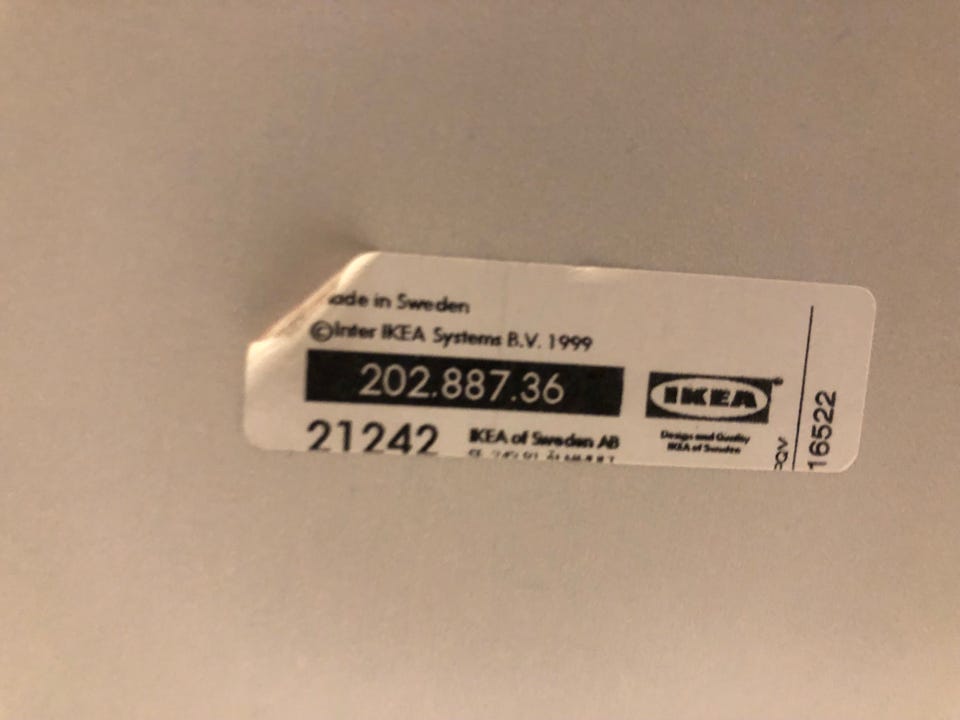 ade in Sweden
©Inter IKEA Systems B.V. 1999
202.887.36
21242
IKEA of Sweden AB
IKEA
Design and Quality
IKEA of Sweden
PQV
16522